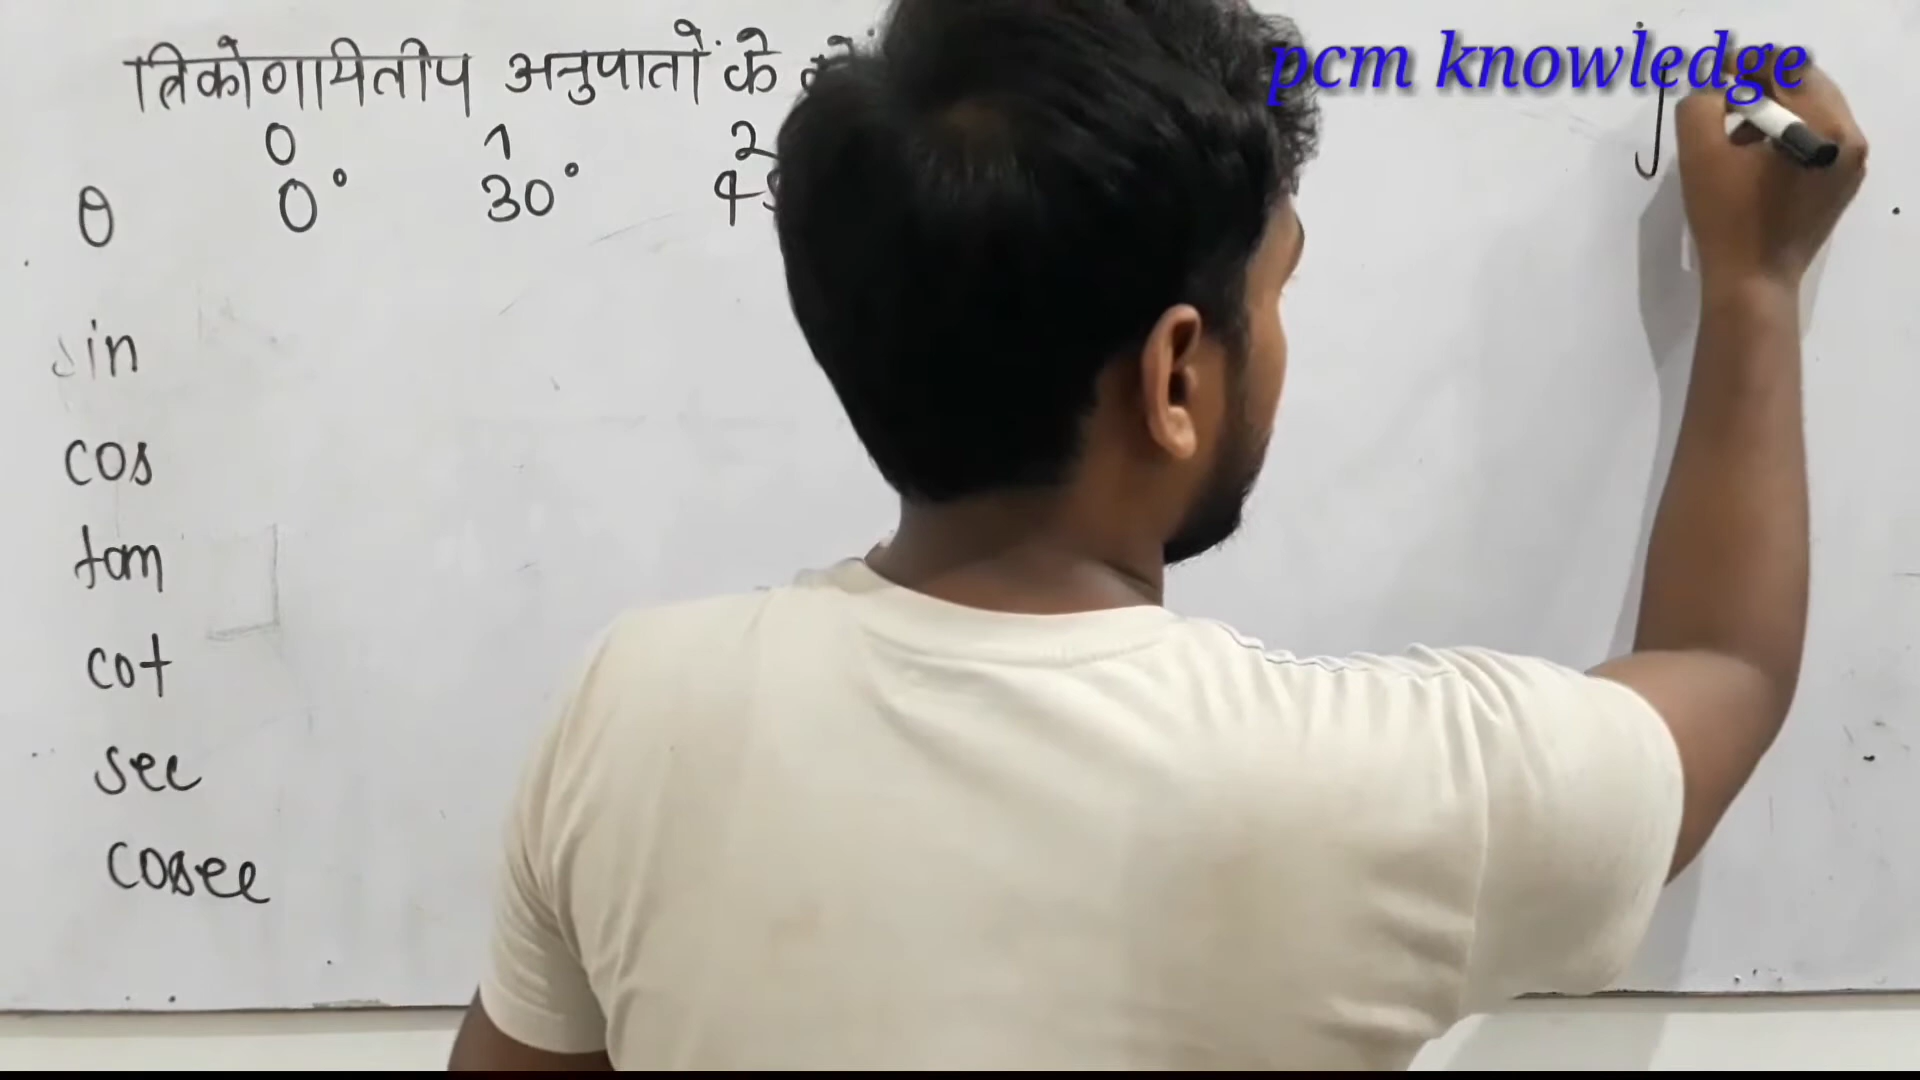 त्रिकोणमितीय अनुपातों के
pcm knowledge
0 1 2
θ 0° 30°
sin
cos
tan
cot
sec
cosec